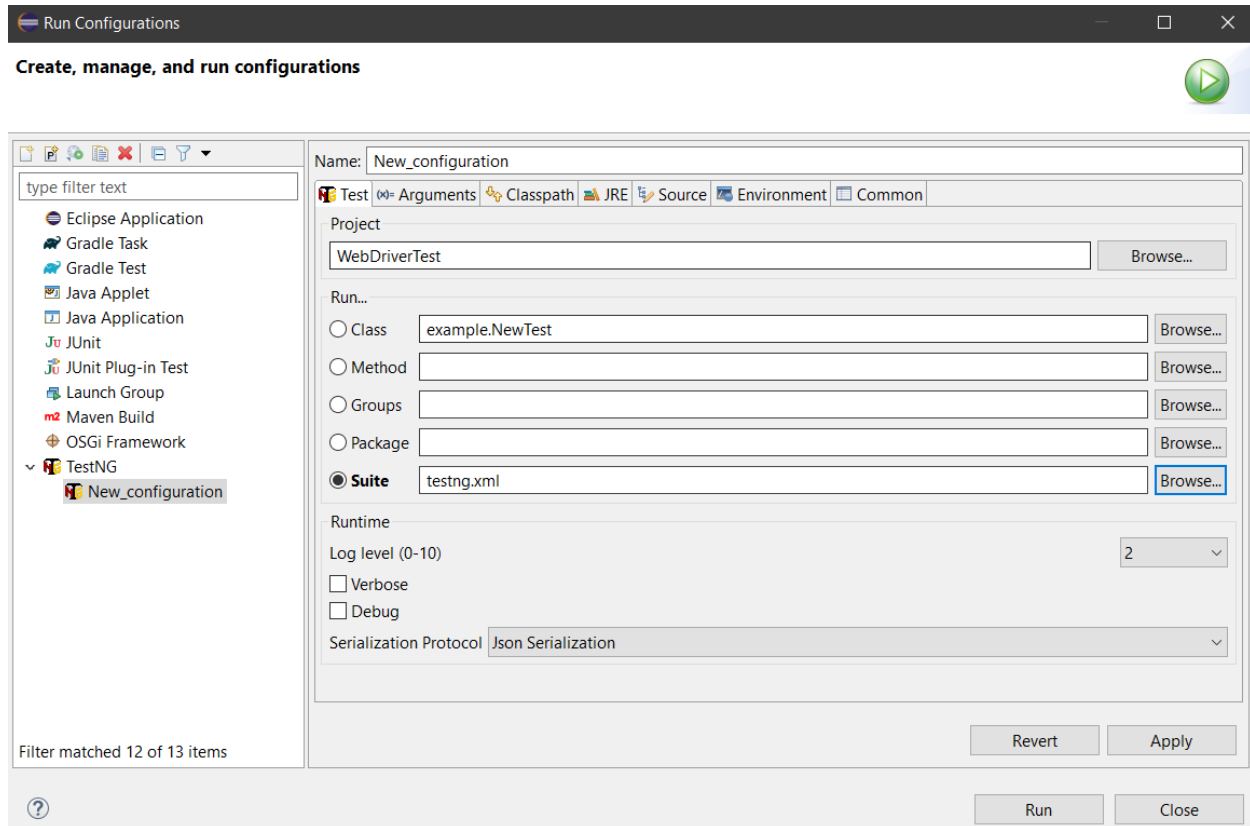 Run Configurations
Create, manage, and run configurations
type filter text
Eclipse Application
Gradle Task
Gradle Test
Java Applet
Java Application
Ju JUnit
JUnit Plug-in Test
Launch Group
m2 Maven Build
OSGi Framework
TestNG
New_configuration
Filter matched 12 of 13 items
Name: New_configuration
Test (x)= Arguments Classpath JRE Source Environment Common
Project
WebDriverTest Browse...
Run...
Class example.NewTest Browse...
Method Browse...
Groups Browse...
Package Browse...
Suite testng.xml Browse...
Runtime
Log level (0-10) 2
Verbose
Debug
Serialization Protocol Json Serialization
Revert Apply
? Run Close